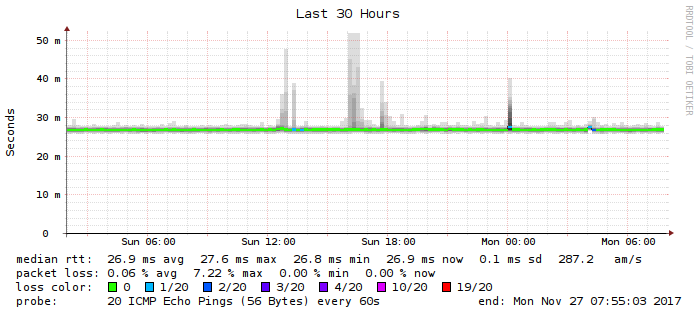 Last 30 Hours
RRDTOOL / TOBI OETIKER
Seconds
50 m
40 m
30 m
20 m
10 m
0
Sun 06:00 Sun 12:00 Sun 18:00 Mon 00:00 Mon 06:00
median rtt: 26.9 ms avg 27.6 ms max 26.8 ms min 26.9 ms now 0.1 ms sd 287.2 am/s
packet loss: 0.06 % avg 7.22 % max 0.00 % min 0.00 % now
loss color: 0 1/20 2/20 3/20 4/20 10/20 19/20
probe: 20 ICMP Echo Pings (56 Bytes) every 60s end: Mon Nov 27 07:55:03 2017